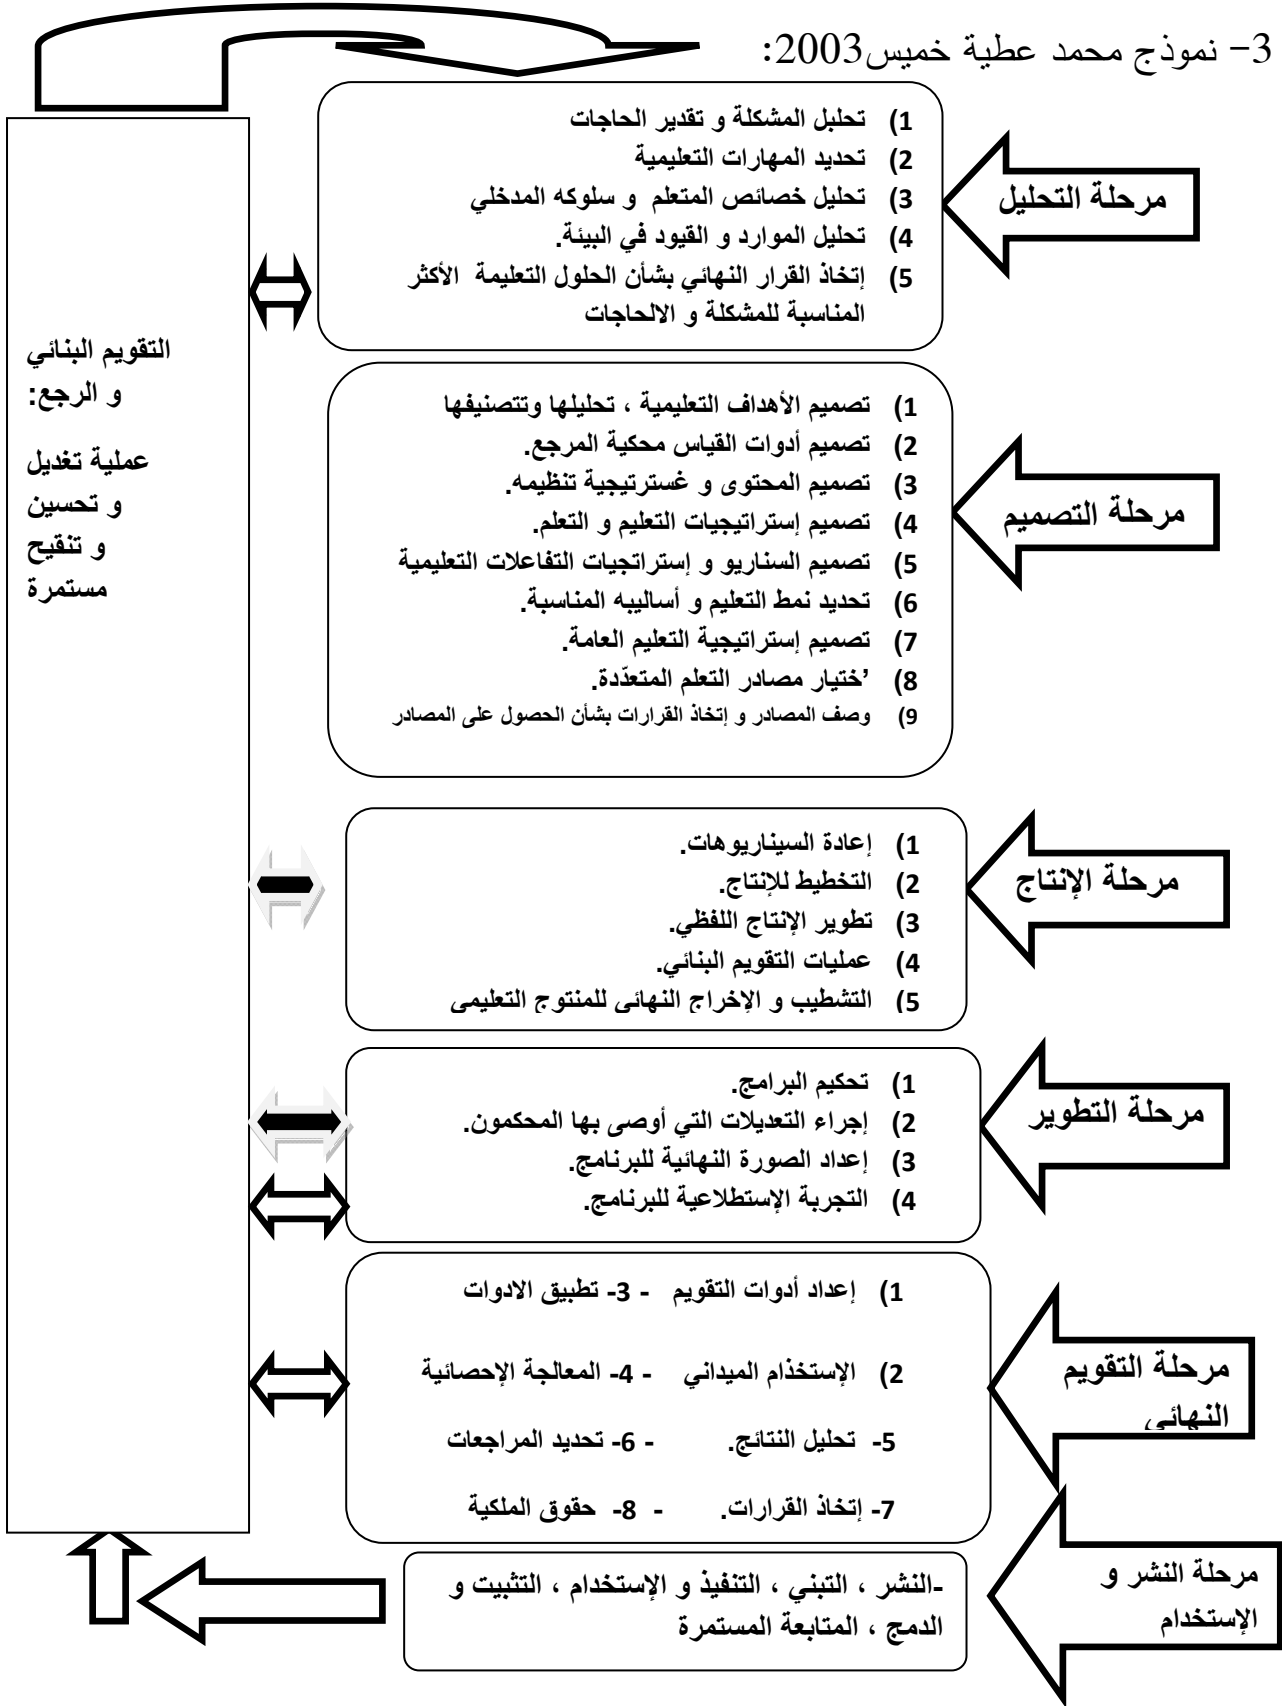 3- نموذج محمد عطية خميس2003:
1) تحلبل المشكلة و تقدير الحاجات
2) تحديد المهارات التعليمية
3) تحليل خصائص المتعلم و سلوكه المدخلي
4) تحليل الموارد و القيود في البيئة.
5) إتخاذ القرار النهائي بشأن الحلول التعليمة الأكثر
المناسبة للمشكلة و الالحاجات
مرحلة التحليل
التقويم البنائي
و الرجع:
عملية تغديل
و تحسين
و تنقيح
مستمرة
1) تصميم الأهداف التعليمية ، تحليلها وتتصنيفها
2) تصميم أدوات القياس محكية المرجع.
3) تصميم المحتوى و غسترتيجية تنظيمه.
4) تصميم إستراتيجيات التعليم و التعلم.
5) تصميم السناريو و إستراتجيات التفاعلات التعليمية
6) تحديد نمط التعليم و أساليبه المناسبة.
7) تصميم إستراتيجية التعليم العامة.
8) ’ختيار مصادر التعلم المتعدّدة.
9) وصف المصادر و إتخاذ القرارات بشأن الحصول على المصادر
مرحلة التصميم
1) إعادة السيناريوهات.
2) التخطيط للإنتاج.
3) تطوير الإنتاج اللفظي.
4) عمليات التقويم البنائي.
5) التشطيب و الإخراج النهائي للمنتوج التعليمي
مرحلة الإنتاج
1) تحكيم البرامج.
2) إجراء التعديلات التي أوصى بها المحكمون.
3) إعداد الصورة النهائية للبرنامج.
4) التجربة الإستطلاعية للبرنامج.
مرحلة التطوير
1) إعداد أدوات التقويم - 3- تطبيق الادوات
2) الإستخذام الميداني - 4- المعالجة الإحصائية
5- تحليل النتائج. - 6- تحديد المراجعات
7- إتخاذ القرارات. - 8- حقوق الملكية
مرحلة التقويم
النهائي
-النشر ، التبني ، التنفيذ و الإستخدام ، التثبيت و
الدمج ، المتابعة المستمرة
مرحلة النشر و
الإستخدام